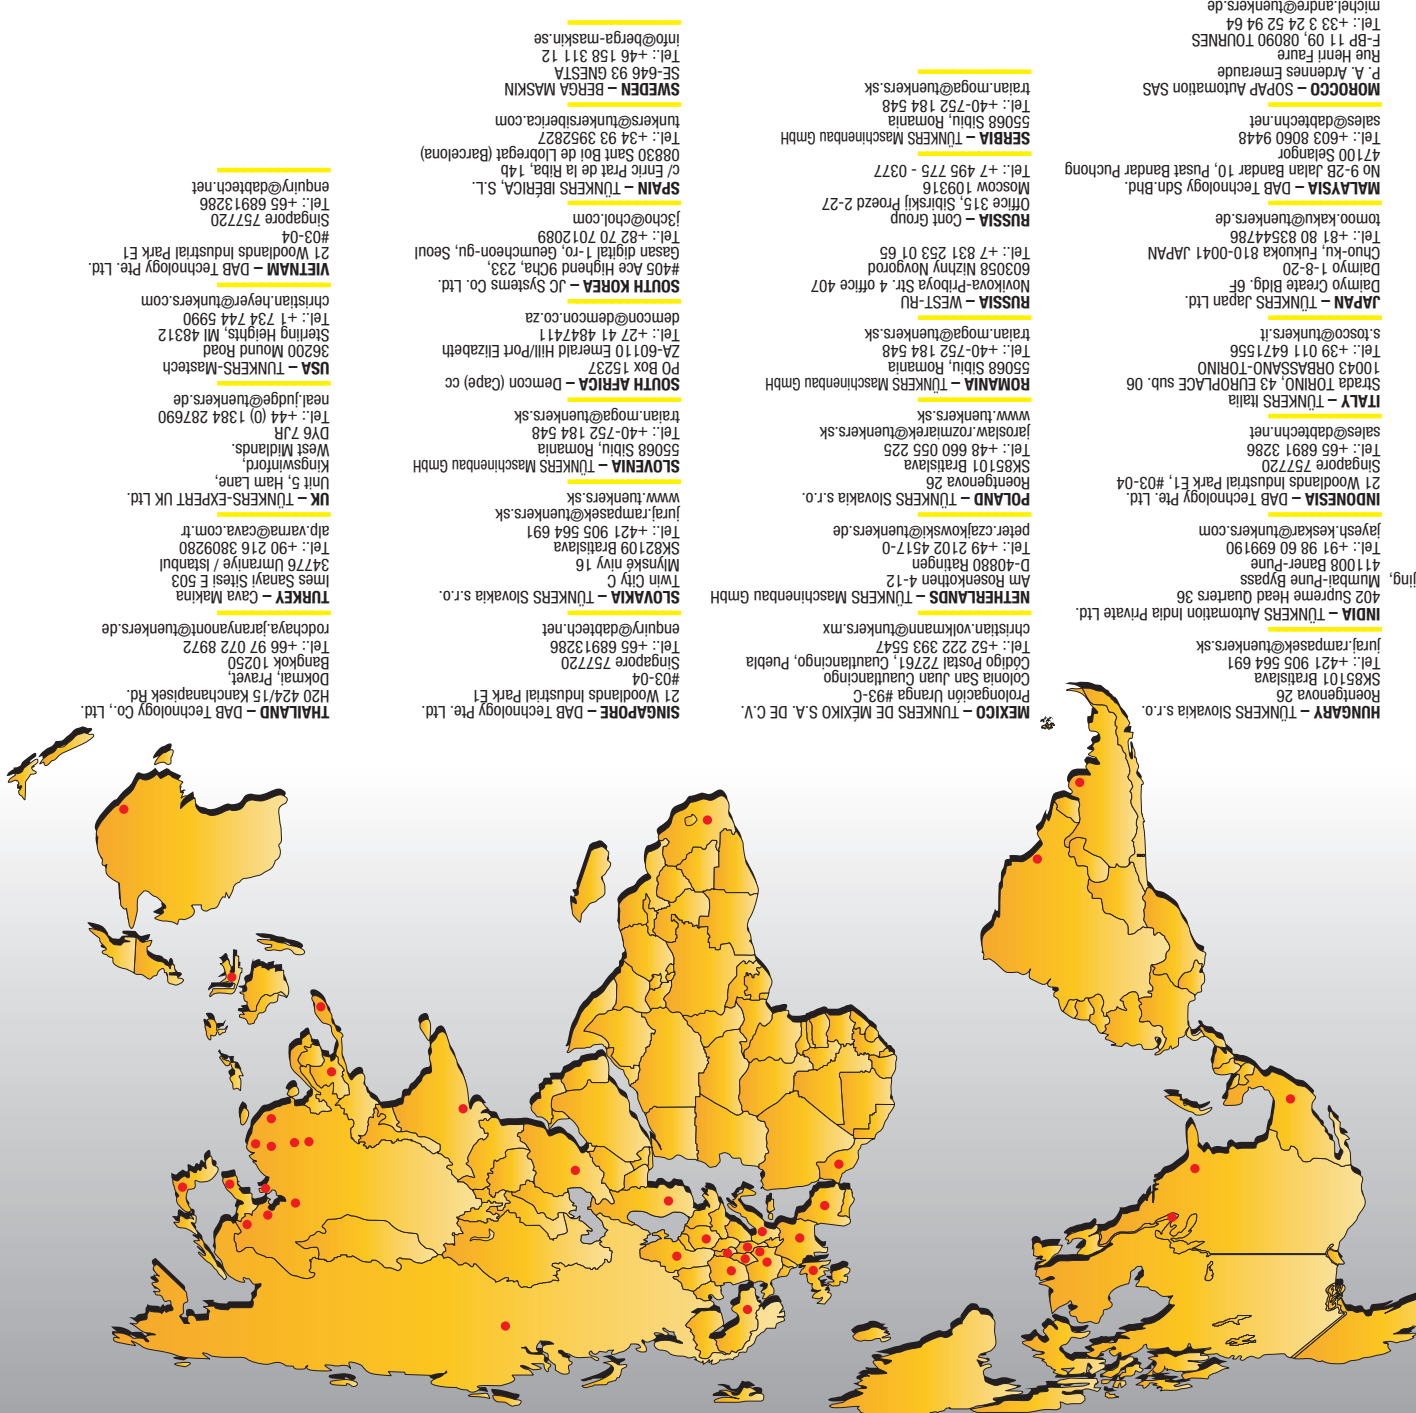 jing,
HUNGARY – TÜNKERS Slovakia s.r.o.
Roentgenova 26
SK85101 Bratislava
Tel.: +421 905 564 691
juraj.rampasek@tuenkers.sk
INDIA – TÜNKERS Automation India Private Ltd.
402 Supreme Head Quarters 36
Mumbai-Pune Bypass
411008 Baner-Pune
Tel.: +91 98 60 699190
jayesh.keskar@tunkers.com
INDONESIA – DAB Technology Pte. Ltd.
21 Woodlands Industrial Park E1, #03-04
Singapore 757720
Tel.: +65 6891 3286
sales@dabtechn.net
ITALY – TÜNKERS Italia
Strada TORINO, 43 EUROPLACE sub. 06
10043 ORBASSANO-TORINO
Tel.: +39 011 6471556
s.tosco@tunkers.it
JAPAN – TÜNKERS Japan Ltd.
Daimyo Create Bldg. 6F
Daimyo 1-8-20
Chuo-ku, Fukuoka 810-0041 JAPAN
Tel.: +81 80 83544786
tomoo.kaku@tuenkers.de
MALAYSIA – DAB Technology Sdn.Bhd.
No 9-2B Jalan Bandar 10, Pusat Bandar Puchong
47100 Selangor
Tel.: +603 8060 9448
sales@dabtechn.net
MOROCCO – SOPAP Automation SAS
P. A. Ardennes Emeraude
Rue Henri Faure
F-BP 11 09, 08090 TOURNES
Tel.: +33 3 24 52 94 64
michel.andre@tuenkers.de
MEXICO – TUNKERS DE MÉXIKO S.A. DE C.V.
Prolongación Uranga #93-C
Colonia San Juan Cuautlancingo
Código Postal 72761, Cuautlancingo, Puebla
Tel.: +52 222 393 5547
christian.volkmann@tunkers.mx
NETHERLANDS – TÜNKERS Maschinenbau GmbH
Am Rosenkothen 4-12
D-40880 Ratingen
Tel.: +49 2102 4517-0
peter.czajkowski@tuenkers.de
POLAND – TÜNKERS Slovakia s.r.o.
Roentgenova 26
SK85101 Bratislava
Tel.: +48 660 055 225
jaroslaw.rozmiarek@tuenkers.sk
www.tuenkers.sk
ROMANIA – TÜNKERS Maschinenbau GmbH
55068 Sibiu, Romania
Tel.: +40-752 184 548
traian.moga@tuenkers.sk
RUSSIA – WEST-RU
Novikova-Priboya Str. 4 office 407
603058 Nizhny Novgorod
Tel.: +7 831 253 01 65
RUSSIA – Cont Group
Office 315, Sibirskij Proezd 2-27
Moscow 109316
Tel.: +7 495 775 - 0377
SERBIA – TÜNKERS Maschinenbau GmbH
55068 Sibiu, Romania
Tel.: +40-752 184 548
traian.moga@tuenkers.sk
SINGAPORE – DAB Technology Pte. Ltd.
21 Woodlands Industrial Park E1
#03-04
Singapore 757720
Tel.: +65 68913286
enquiry@dabtech.net
SLOVAKIA – TÜNKERS Slovakia s.r.o.
Twin City C
Mlynské nivy 16
SK82109 Bratislava
Tel.: +421 905 564 691
juraj.rampasek@tuenkers.sk
www.tuenkers.sk
SLOVENIA – TÜNKERS Maschinenbau GmbH
55068 Sibiu, Romania
Tel.: +40-752 184 548
traian.moga@tuenkers.sk
SOUTH AFRICA – Demcon (Cape) cc
PO Box 15237
ZA-60110 Emerald Hill/Port Elizabeth
Tel.: +27 41 4847411
demcon@demcon.co.za
SOUTH KOREA – JC Systems Co. Ltd.
#405 Ace Highend 9Cha, 233,
Gasan digital 1-ro, Geumcheon-gu, Seoul
Tel.: +82 70 7012089
j3cho@chol.com
SPAIN – TÜNKERS IBÉRICA, S.L.
c/ Enric Prat de la Riba, 14b
08830 Sant Boi de Llobregat (Barcelona)
Tel.: +34 93 3952827
tunkers@tunkersiberica.com
SWEDEN – BERGA MASKIN
SE-646 93 GNESTA
Tel.: +46 158 311 12
info@berga-maskin.se
THAILAND – DAB Technology Co., Ltd.
H20 424/15 Kanchanapisek Rd.
Dokmai, Pravet,
Bangkok 10250
Tel.: +66 97 072 8972
rodchaya.jaranyanont@tuenkers.de
TURKEY – Cava Makina
Imes Sanayi Sitesi E 503
34776 Umraniye / Istanbul
Tel.: +90 216 3809280
alp.varna@cava.com.tr
UK – TÜNKERS-EXPERT UK Ltd.
Unit 5, Ham Lane,
Kingswinford,
West Midlands.
DY6 7JR
Tel.: +44 (0) 1384 287690
neal.judge@tuenkers.de
USA – TUNKERS-Mastech
36200 Mound Road
Sterling Heights, MI 48312
Tel.: +1 734 744 5990
christian.heyer@tunkers.com
VIETNAM – DAB Technology Pte. Ltd.
21 Woodlands Industrial Park E1
#03-04
Singapore 757720
Tel.: +65 68913286
enquiry@dabtech.net